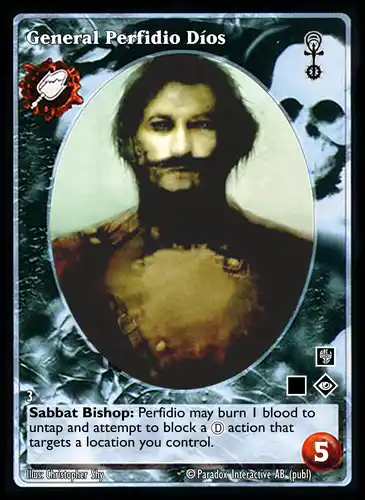 General Perfidio Díos
3
Sabbat Bishop: Perfidio may burn 1 blood to
untap and attempt to block a Ⓓ action that
targets a location you control.
5
Illus: Christopher Shy
© Paradox Interactive AB (publ)